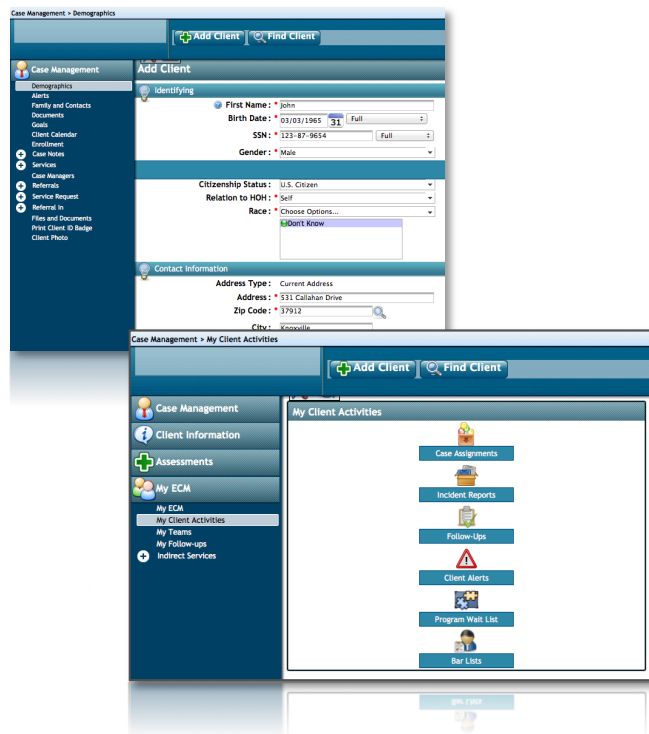 Case Management > Demographics
Add Client Find Client
Case Management
Demographics
Alerts
Family and Contacts
Documents
Goals
Client Calendar
Enrollment
Case Notes
Services
Case Managers
Referrals
Service Request
Referral In
Files and Documents
Print Client ID Badge
Client Photo
Add Client
Identifying
First Name: * John
Birth Date: * 03/03/1965 31 Full
SSN: * 123-87-9654 Full
Gender: * Male
Citizenship Status: U.S. Citizen
Relation to HOH: * Self
Race: * Choose Options...
Don't Know
Contact Information
Address Type: Current Address
Address: * 531 Callahan Drive
Zip Code: * 37912
City: Knoxville
Case Management > My Client Activities
Add Client Find Client
Case Management
Client Information
Assessments
My ECM
My ECM
My Client Activities
My Teams
My Follow-ups
Indirect Services
My Client Activities
Case Assignments
Incident Reports
Follow-Ups
Client Alerts
Program Wait List
Bar Lists